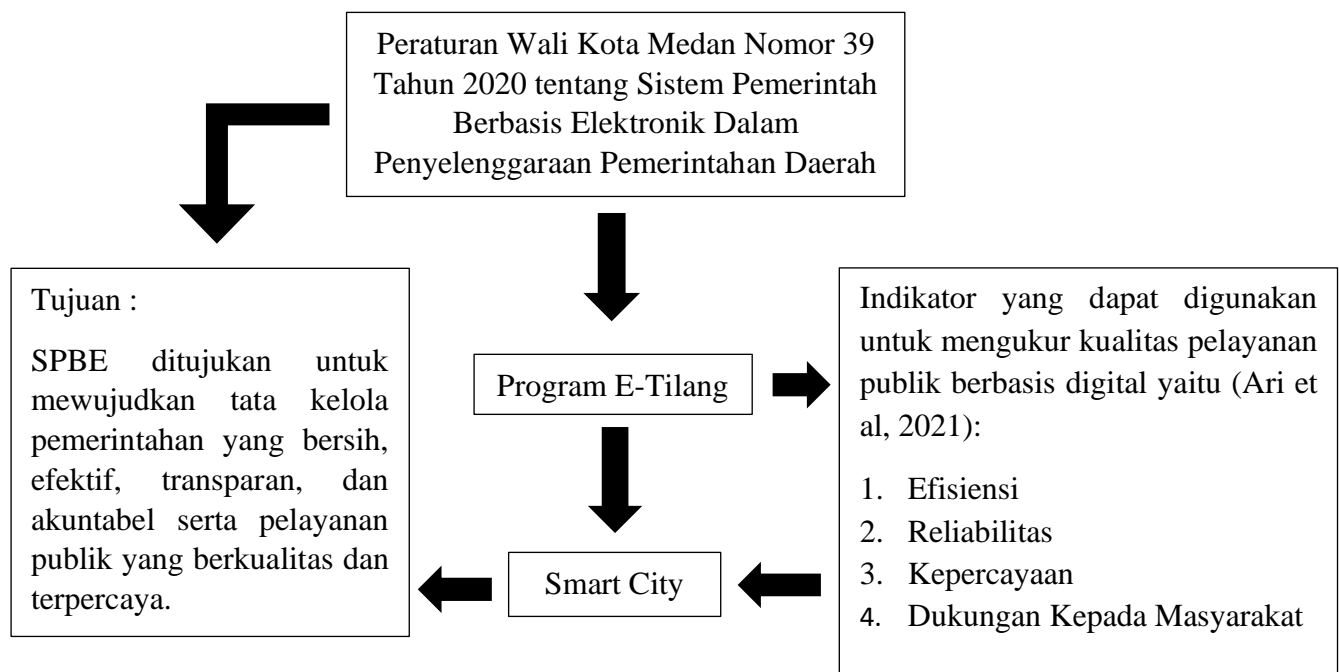 Peraturan Wali Kota Medan Nomor 39
Tahun 2020 tentang Sistem Pemerintah
Berbasis Elektronik Dalam
Penyelenggaraan Pemerintahan Daerah
Tujuan :
SPBE ditujukan untuk
mewujudkan tata kelola
pemerintahan yang bersih,
efektif, transparan, dan
akuntabel serta pelayanan
publik yang berkualitas dan
terpercaya.
Program E-Tilang
Smart City
Indikator yang dapat digunakan
untuk mengukur kualitas pelayanan
publik berbasis digital yaitu (Ari et
al, 2021):
1. Efisiensi
2. Reliabilitas
3. Kepercayaan
4. Dukungan Kepada Masyarakat